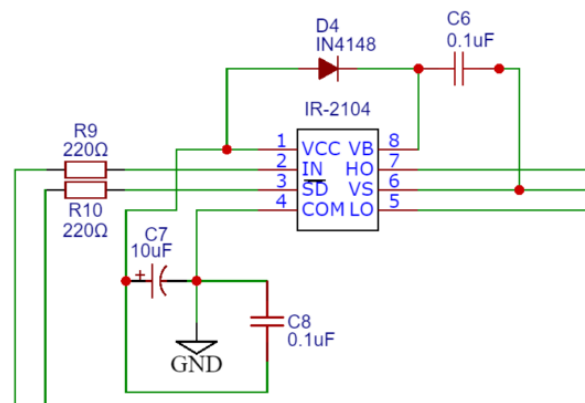 D4
IN4148
C6
0.1uF
IR-2104
R9
220Ω
1 VCC VB 8
2 IN HO 7
3 SD VS 6
4 COM LO 5
R10
220Ω
C7
10uF
+
C8
0.1uF
GND